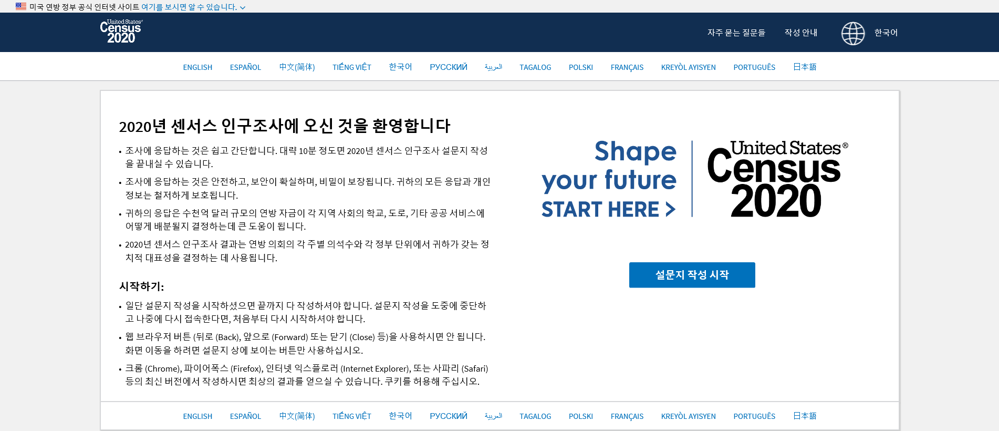 미국 연방 정부 공식 인터넷 사이트 여기를 보시면 알 수 있습니다.
United States®
Census
2020
자주 묻는 질문들 작성 안내 한국어
ENGLISH ESPAÑOL 中文(简体) TIẾNG VIỆT 한국어 РУССКИЙ العربية TAGALOG POLSKI FRANÇAIS KREYÒL AYISYEN PORTUGUÊS 日本語
2020년 센서스 인구조사에 오신 것을 환영합니다
• 조사에 응답하는 것은 쉽고 간단합니다. 대략 10분 정도면 2020년 센서스 인구조사 설문지 작성
을 끝내실 수 있습니다.
• 조사에 응답하는 것은 안전하고, 보안이 확실하며, 비밀이 보장됩니다. 귀하의 모든 응답과 개인
정보는 철저하게 보호됩니다.
• 귀하의 응답은 수천억 달러 규모의 연방 자금이 각 지역 사회의 학교, 도로, 기타 공공 서비스에
어떻게 배분될지 결정하는데 큰 도움이 됩니다.
• 2020년 센서스 인구조사 결과는 연방 의회의 각 주별 의석수와 각 정부 단위에서 귀하가 갖는 정
치적 대표성을 결정하는 데 사용됩니다.
시작하기:
• 일단 설문지 작성을 시작하셨으면 끝까지 다 작성하셔야 합니다. 설문지 작성을 도중에 중단하
고 나중에 다시 접속한다면, 처음부터 다시 시작하셔야 합니다.
• 웹 브라우저 버튼 (뒤로 (Back), 앞으로 (Forward) 또는 닫기 (Close) 등)을 사용하시면 안 됩니다.
화면 이동을 하려면 설문지 상에 보이는 버튼만 사용하십시오.
• 크롬 (Chrome), 파이어폭스 (Firefox), 인터넷 익스플로러 (Internet Explorer), 또는 사파리 (Safari)
등의 최신 버전에서 작성하시면 최상의 결과를 얻으실 수 있습니다. 쿠키를 허용해 주십시오.
Shape
your future
START HERE >
United States®
Census
2020
설문지 작성 시작
ENGLISH ESPAÑOL 中文(简体) TIẾNG VIỆT 한국어 РУССКИЙ العربية TAGALOG POLSKI FRANÇAIS KREYÒL AYISYEN PORTUGUÊS 日本語